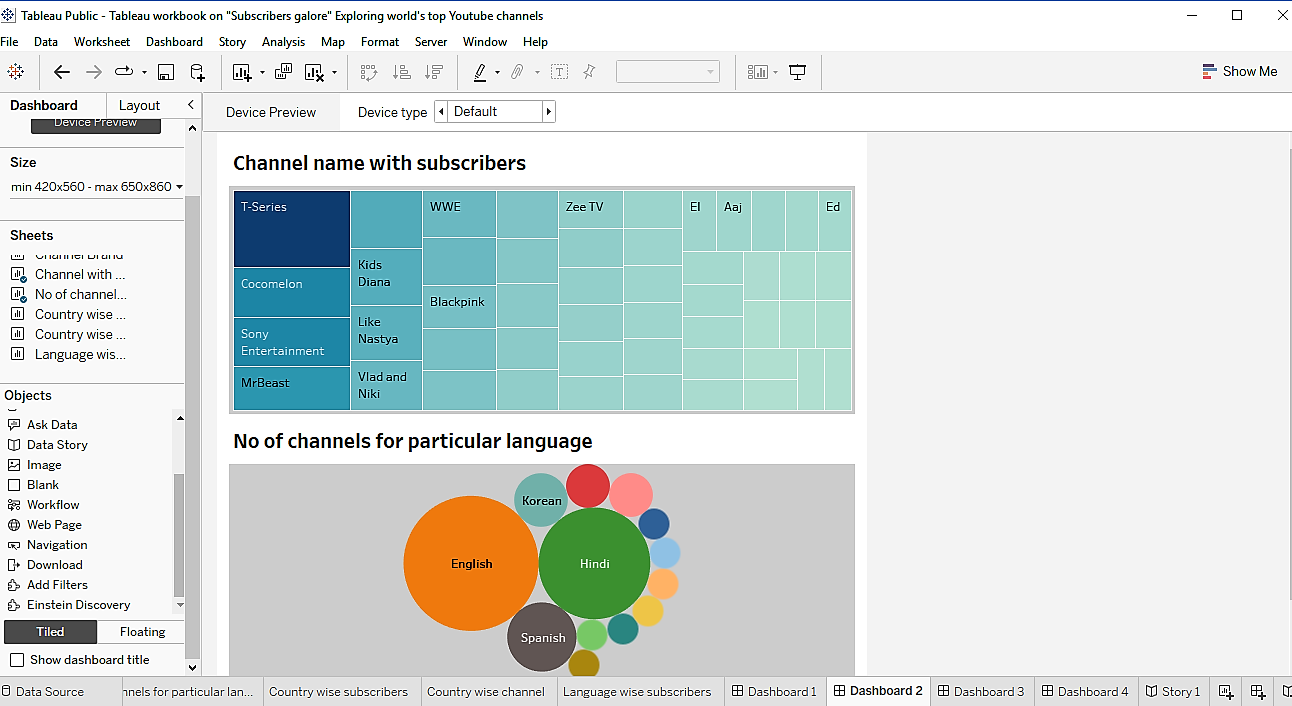 Tableau Public - Tableau workbook on "Subscribers galore" Exploring world's top Youtube channels
File Data Worksheet Dashboard Story Analysis Map Format Server Window Help
Show Me
Dashboard Layout
Device Preview Device type Default
Device Preview
Size
min 420x560 - max 650x860
Sheets
Channel Brand
Channel with ...
No of channel...
Country wise ...
Country wise ...
Language wis...
Objects
Ask Data
Data Story
Image
Blank
Workflow
Web Page
Navigation
Download
Add Filters
Einstein Discovery
Tiled Floating
Show dashboard title
Channel name with subscribers
T-Series
Cocomelon
Sony
Entertainment
MrBeast
Kids
Diana
Like
Nastya
Vlad and
Niki
WWE
Blackpink
Zee TV
El
Aaj
Ed
No of channels for particular language
Korean
English
Hindi
Spanish
Data Source nnels for particular lan... Country wise subscribers Country wise channel Language wise subscribers Dashboard 1 Dashboard 2 Dashboard 3 Dashboard 4 Story 1